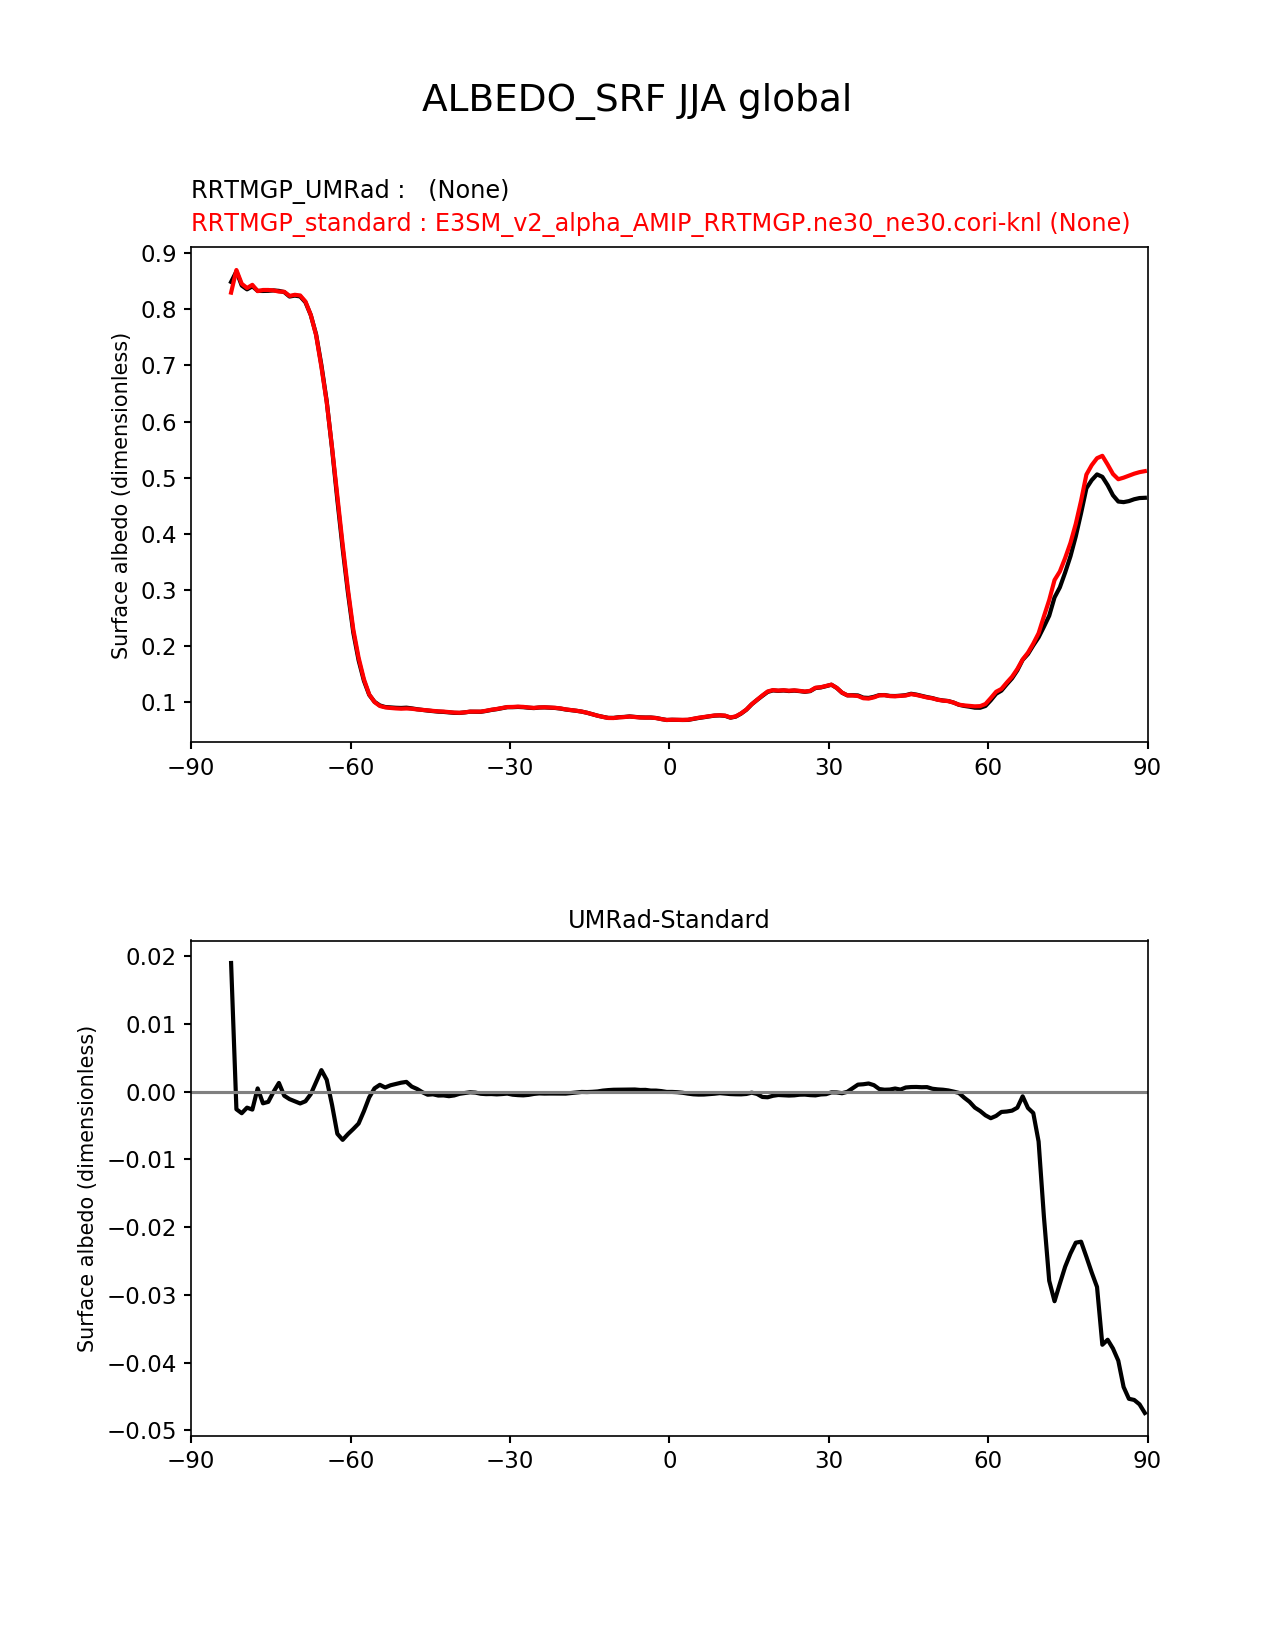 ALBEDO_SRF JJA global
RRTMGP_UMRad :   (None)
RRTMGP_standard : E3SM_v2_alpha_AMIP_RRTMGP.ne30_ne30.cori-knl (None)
Surface albedo (dimensionless)
0.9
0.8
0.7
0.6
0.5
0.4
0.3
0.2
0.1
−90 −60 −30 0 30 60 90
UMRad-Standard
Surface albedo (dimensionless)
0.02
0.01
0.00
−0.01
−0.02
−0.03
−0.04
−0.05
−90 −60 −30 0 30 60 90